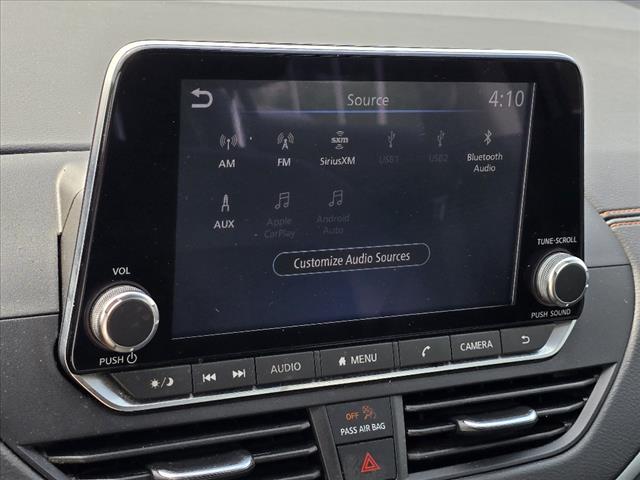 Source 4:10
AM FM SiriusXM USB1 USB2 Bluetooth Audio
AUX Apple CarPlay Android Auto
Customize Audio Sources
VOL
PUSH
TUNE-SCROLL
PUSH SOUND
AUDIO MENU CAMERA
OFF
PASS AIR BAG